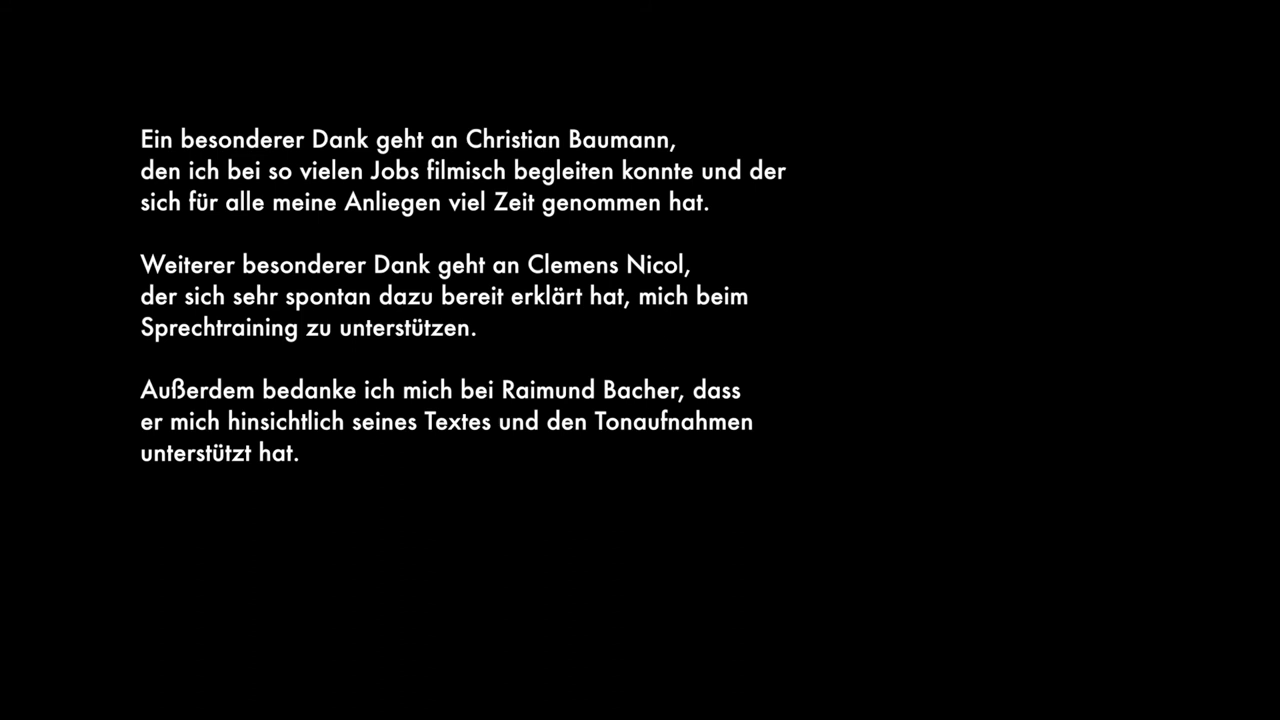 Ein besonderer Dank geht an Christian Baumann,
den ich bei so vielen Jobs filmisch begleiten konnte und der
sich für alle meine Anliegen viel Zeit genommen hat.
Weiterer besonderer Dank geht an Clemens Nicol,
der sich sehr spontan dazu bereit erklärt hat, mich beim
Sprechtraining zu unterstützen.
Außerdem bedanke ich mich bei Raimund Bacher, dass
er mich hinsichtlich seines Textes und den Tonaufnahmen
unterstützt hat.